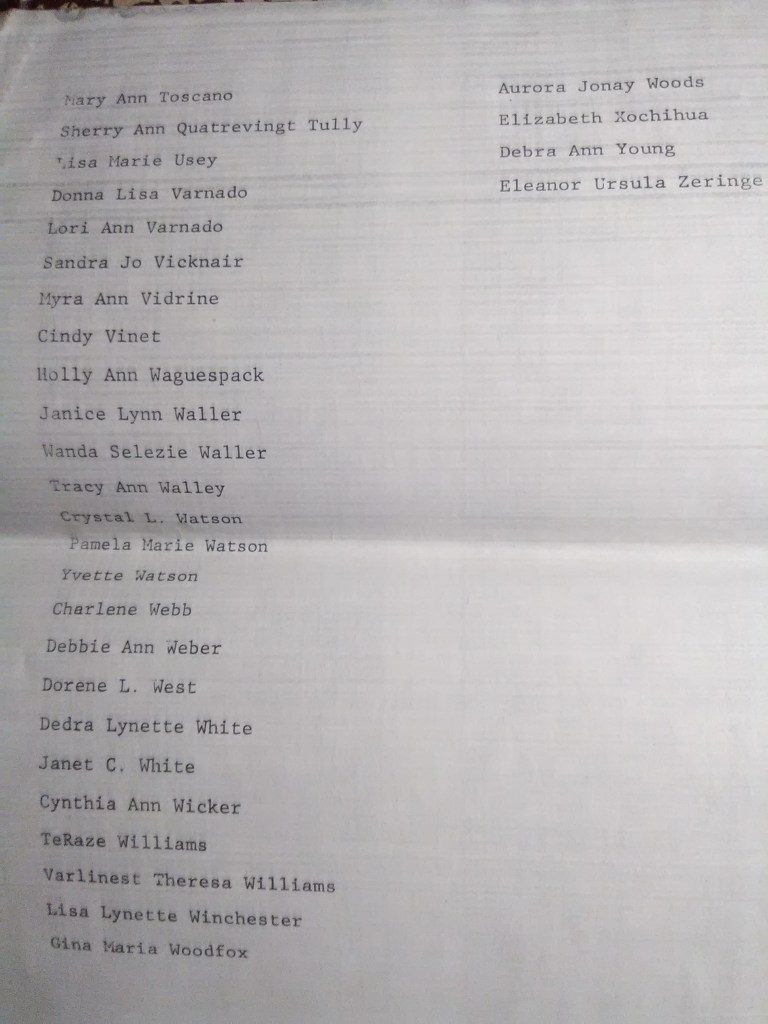 Mary Ann Toscano
Sherry Ann Quatrevingt Tully
Lisa Marie Usey
Donna Lisa Varnado
Lori Ann Varnado
Sandra Jo Vicknair
Myra Ann Vidrine
Cindy Vinet
Holly Ann Waguespack
Janice Lynn Waller
Wanda Selezie Waller
Tracy Ann Walley
Crystal L. Watson
Pamela Marie Watson
Yvette Watson
Charlene Webb
Debbie Ann Weber
Dorene L. West
Dedra Lynette White
Janet C. White
Cynthia Ann Wicker
TeRaze Williams
Varlinest Theresa Williams
Lisa Lynette Winchester
Gina Maria Woodfox
Aurora Jonay Woods
Elizabeth Xochihua
Debra Ann Young
Eleanor Ursula Zeringe